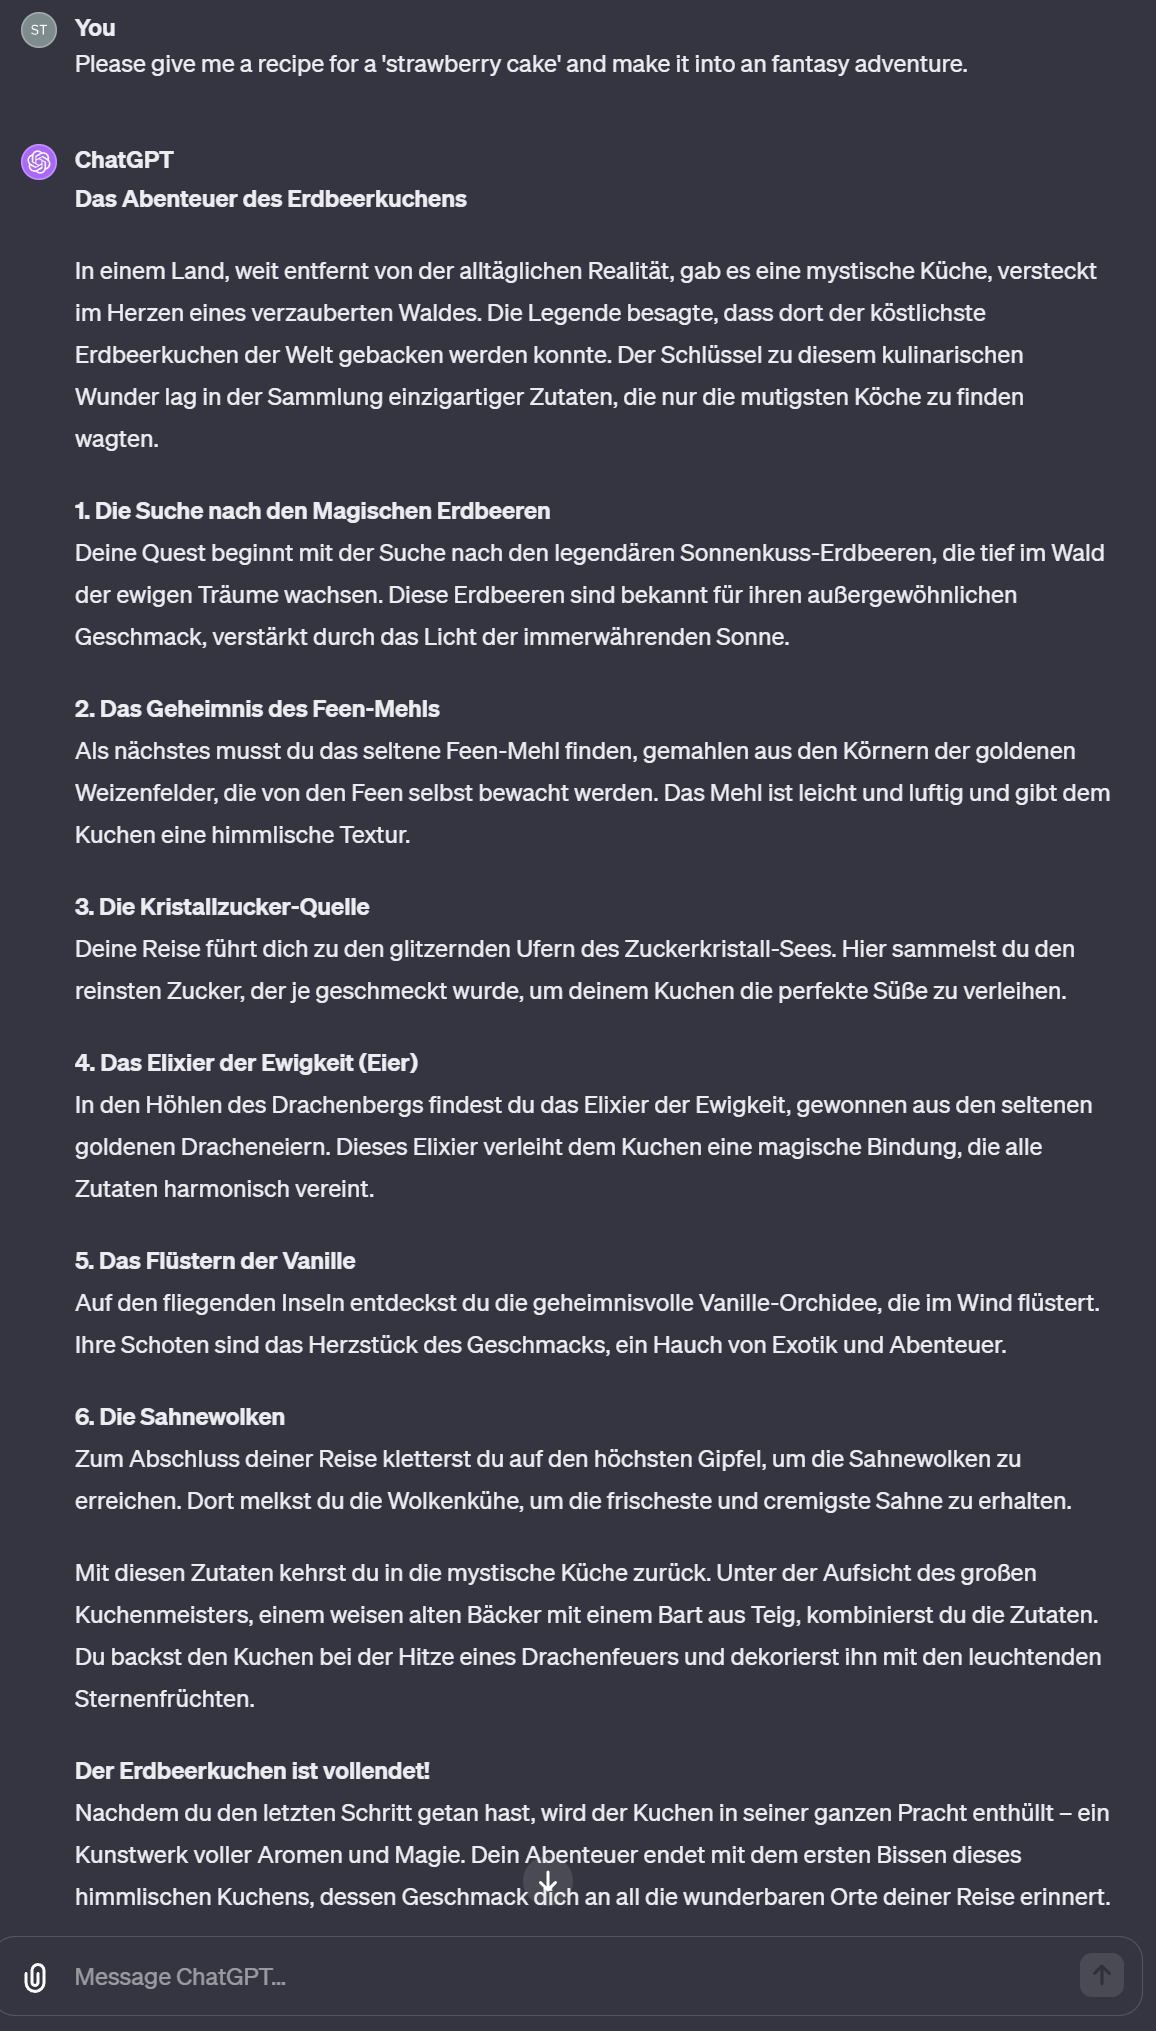 ST
You
Please give me a recipe for a 'strawberry cake' and make it into an fantasy adventure.
ChatGPT
Das Abenteuer des Erdbeerkuchens
In einem Land, weit entfernt von der alltäglichen Realität, gab es eine mystische Küche, versteckt
im Herzen eines verzauberten Waldes. Die Legende besagte, dass dort der köstlichste
Erdbeerkuchen der Welt gebacken werden konnte. Der Schlüssel zu diesem kulinarischen
Wunder lag in der Sammlung einzigartiger Zutaten, die nur die mutigsten Köche zu finden
wagten.
1. Die Suche nach den Magischen Erdbeeren
Deine Quest beginnt mit der Suche nach den legendären Sonnenkuss-Erdbeeren, die tief im Wald
der ewigen Träume wachsen. Diese Erdbeeren sind bekannt für ihren außergewöhnlichen
Geschmack, verstärkt durch das Licht der immerwährenden Sonne.
2. Das Geheimnis des Feen-Mehls
Als nächstes musst du das seltene Feen-Mehl finden, gemahlen aus den Körnern der goldenen
Weizenfelder, die von den Feen selbst bewacht werden. Das Mehl ist leicht und luftig und gibt dem
Kuchen eine himmlische Textur.
3. Die Kristallzucker-Quelle
Deine Reise führt dich zu den glitzernden Ufern des Zuckerkristall-Sees. Hier sammelst du den
reinsten Zucker, der je geschmeckt wurde, um deinem Kuchen die perfekte Süße zu verleihen.
4. Das Elixier der Ewigkeit (Eier)
In den Höhlen des Drachenbergs findest du das Elixier der Ewigkeit, gewonnen aus den seltenen
goldenen Dracheneiern. Dieses Elixier verleiht dem Kuchen eine magische Bindung, die alle
Zutaten harmonisch vereint.
5. Das Flüstern der Vanille
Auf den fliegenden Inseln entdeckst du die geheimnisvolle Vanille-Orchidee, die im Wind flüstert.
Ihre Schoten sind das Herzstück des Geschmacks, ein Hauch von Exotik und Abenteuer.
6. Die Sahnewolken
Zum Abschluss deiner Reise kletterst du auf den höchsten Gipfel, um die Sahnewolken zu
erreichen. Dort melkst du die Wolkenkühe, um die frischeste und cremigste Sahne zu erhalten.
Mit diesen Zutaten kehrst du in die mystische Küche zurück. Unter der Aufsicht des großen
Kuchenmeisters, einem weisen alten Bäcker mit einem Bart aus Teig, kombinierst du die Zutaten.
Du backst den Kuchen bei der Hitze eines Drachenfeuers und dekorierst ihn mit den leuchtenden
Sternenfrüchten.
Der Erdbeerkuchen ist vollendet!
Nachdem du den letzten Schritt getan hast, wird der Kuchen in seiner ganzen Pracht enthüllt – ein
Kunstwerk voller Aromen und Magie. Dein Abenteuer endet mit dem ersten Bissen dieses
himmlischen Kuchens, dessen Geschmack dich an all die wunderbaren Orte deiner Reise erinnert.
Message ChatGPT...